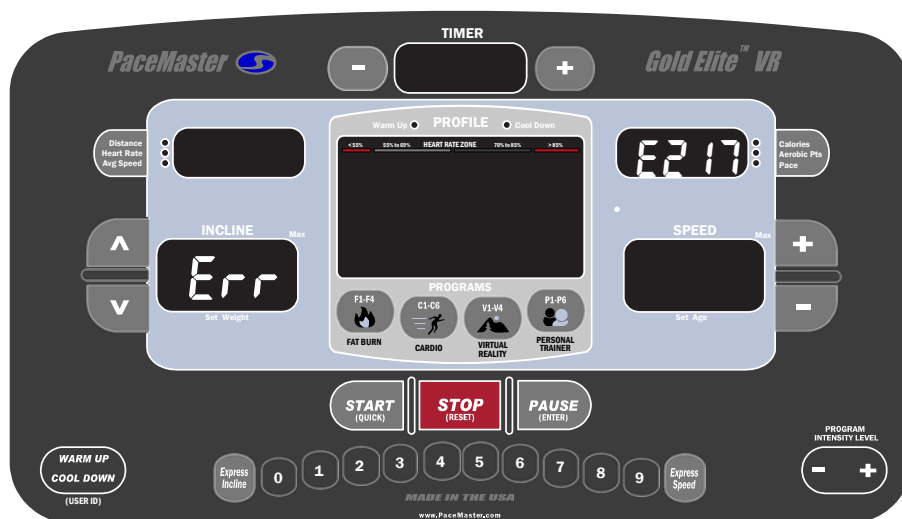 TIMER
PaceMaster
Gold Elite™ VR
-
+
Warm Up
PROFILE
Cool Down
Distance
Heart Rate
Avg Speed
< 55%
55% to 69%
HEART RATE ZONE
70% to 85%
> 85%
E217
Calories
Aerobic Pts
Pace
INCLINE
Max
Err
Set Weight
SPEED
Max
Set Age
+
-
PROGRAMS
F1-F4
C1-C6
V1-V4
P1-P6
FAT BURN
CARDIO
VIRTUAL
REALITY
PERSONAL
TRAINER
START
(QUICK)
STOP
(RESET)
PAUSE
(ENTER)
WARM UP
COOL DOWN
(USER ID)
Express
Incline
0
1
2
3
4
5
6
7
8
9
Express
Speed
PROGRAM
INTENSITY LEVEL
- +
MADE IN THE USA
www.PaceMaster.com